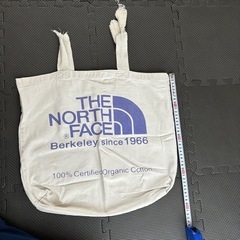 THE
NORTH
FACE
®
Berkeley since 1966
100% Certified Organic Cotton